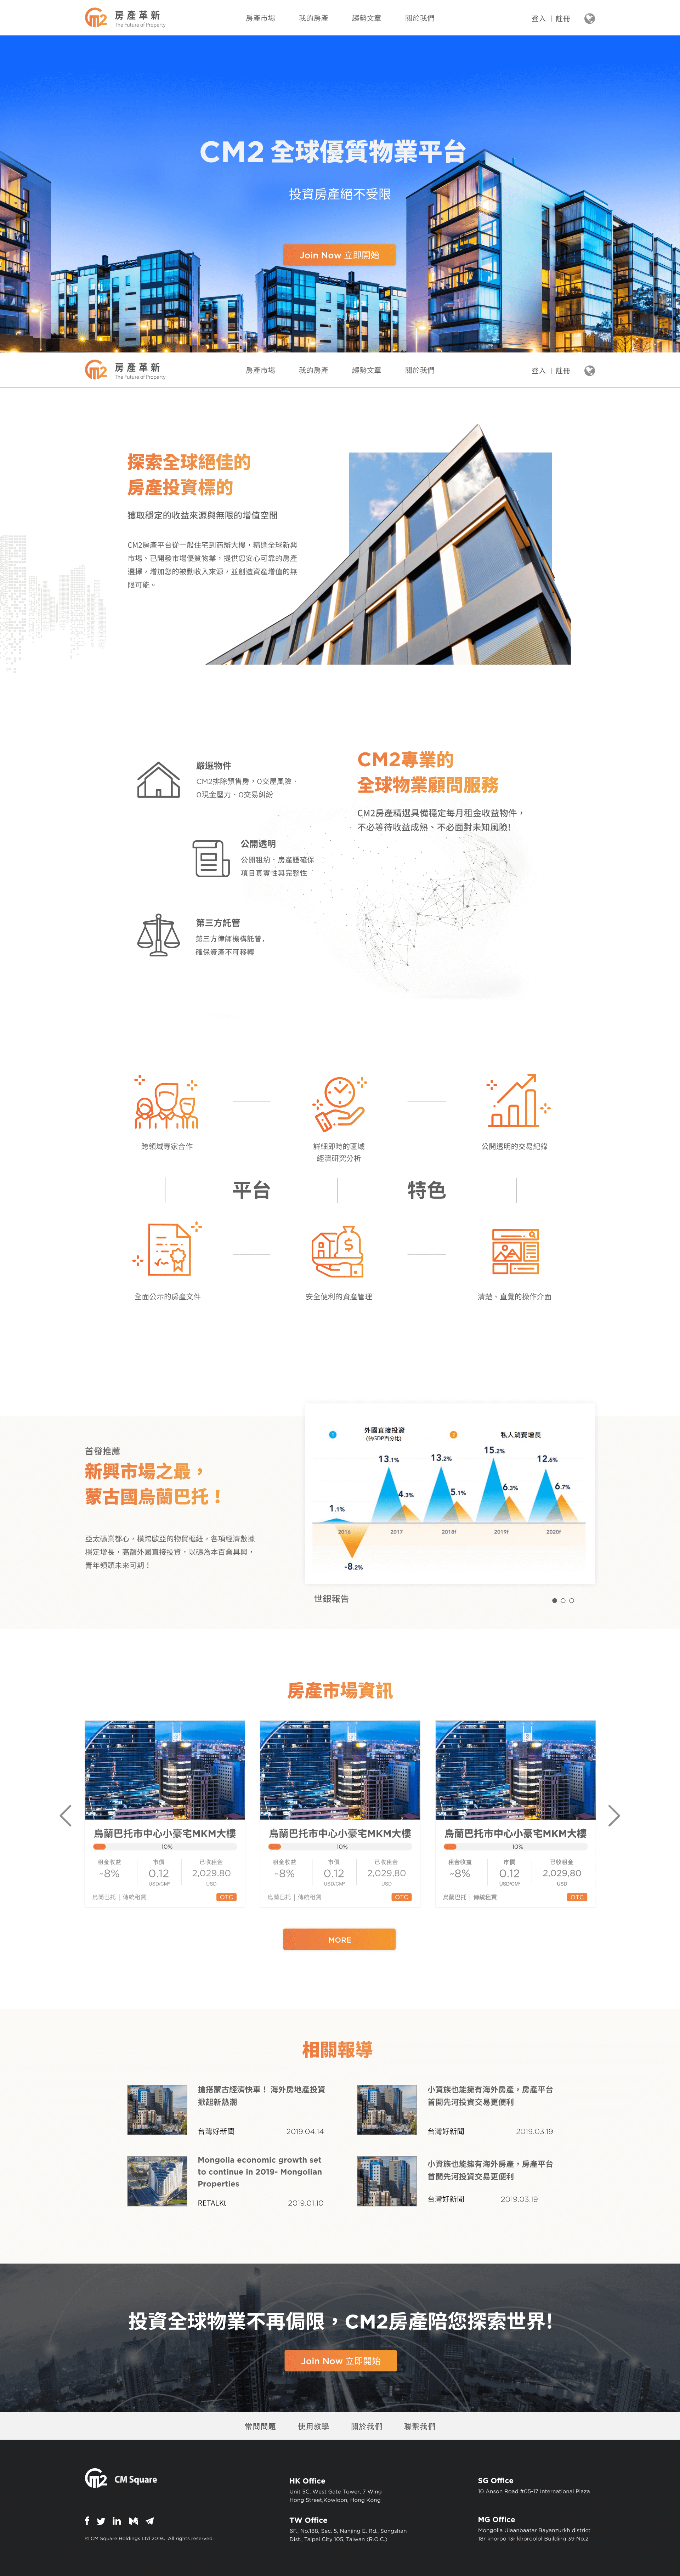 房產革新
The Future of Property
房產市場
我的房產
趨勢文章
關於我們
登入 | 註冊
CM2 全球優質物業平台
投資房產絕不受限
Join Now 立即開始
房產革新
The Future of Property
房產市場
我的房產
趨勢文章
關於我們
登入 | 註冊
探索全球絕佳的
房產投資標的
獲取穩定的收益來源與無限的增值空間
CM2房產平台從一般住宅到商辦大樓，精選全球新興
市場、已開發市場優質物業，提供您安心可靠的房產
選擇，增加您的被動收入來源，並創造資產增值的無
限可能。
嚴選物件
CM2排除預售房，0交屋風險、
0現金壓力、0交易糾紛
公開透明
公開租約、房產證確保
項目真實性與完整性
第三方託管
第三方律師機構託管，
確保資產不可移轉
CM2專業的
全球物業顧問服務
CM2房產精選具備穩定每月租金收益物件，
不必等待收益成熟、不必面對未知風險!
跨領域專家合作
詳細即時的區域
經濟研究分析
公開透明的交易紀錄
平台
特色
全面公示的房產文件
安全便利的資產管理
清楚、直覺的操作介面
首發推薦
新興市場之最，
蒙古國烏蘭巴托！
亞太礦業都心，橫跨歐亞的物貿樞紐，各項經濟數據
穩定增長，高額外國直接投資，以礦為本百業具興，
青年領頭未來可期！
1
外國直接投資
(佔GDP百分比)
2
私人消費增長
1.1%
13.1%
4.3%
13.2%
5.1%
15.2%
6.3%
12.6%
6.7%
2016
2017
2018f
2019f
2020f
-8.2%
世銀報告
房產市場資訊
烏蘭巴托市中心小豪宅MKM大樓
10%
租金收益
市價
已收租金
-8%
0.12
2,029,80
USD/CM²
USD
烏蘭巴托 | 傳統租賃
OTC
烏蘭巴托市中心小豪宅MKM大樓
10%
租金收益
市價
已收租金
-8%
0.12
2,029,80
USD/CM²
USD
烏蘭巴托 | 傳統租賃
OTC
烏蘭巴托市中心小豪宅MKM大樓
10%
租金收益
市價
已收租金
-8%
0.12
2,029,80
USD/CM²
USD
烏蘭巴托 | 傳統租賃
OTC
MORE
相關報導
搶搭蒙古經濟快車！ 海外房地產投資
掀起新熱潮
台灣好新聞 2019.04.14
小資族也能擁有海外房產，房產平台
首開先河投資交易更便利
台灣好新聞 2019.03.19
Mongolia economic growth set
to continue in 2019- Mongolian
Properties
RETALKt 2019.01.10
小資族也能擁有海外房產，房產平台
首開先河投資交易更便利
台灣好新聞 2019.03.19
投資全球物業不再侷限，CM2房產陪您探索世界!
Join Now 立即開始
常問問題
使用教學
關於我們
聯繫我們
CM Square
© CM Square Holdings Ltd 2019，All rights reserved.
HK Office
Unit 5C, West Gate Tower, 7 Wing
Hong Street,Kowloon, Hong Kong
TW Office
6F., No.188, Sec. 5, Nanjing E. Rd., Songshan
Dist., Taipei City 105, Taiwan (R.O.C.)
SG Office
10 Anson Road #05-17 International Plaza
MG Office
Mongolia Ulaanbaatar Bayanzurkh district
18r khoroo 13r khoroolol Building 39 No.2